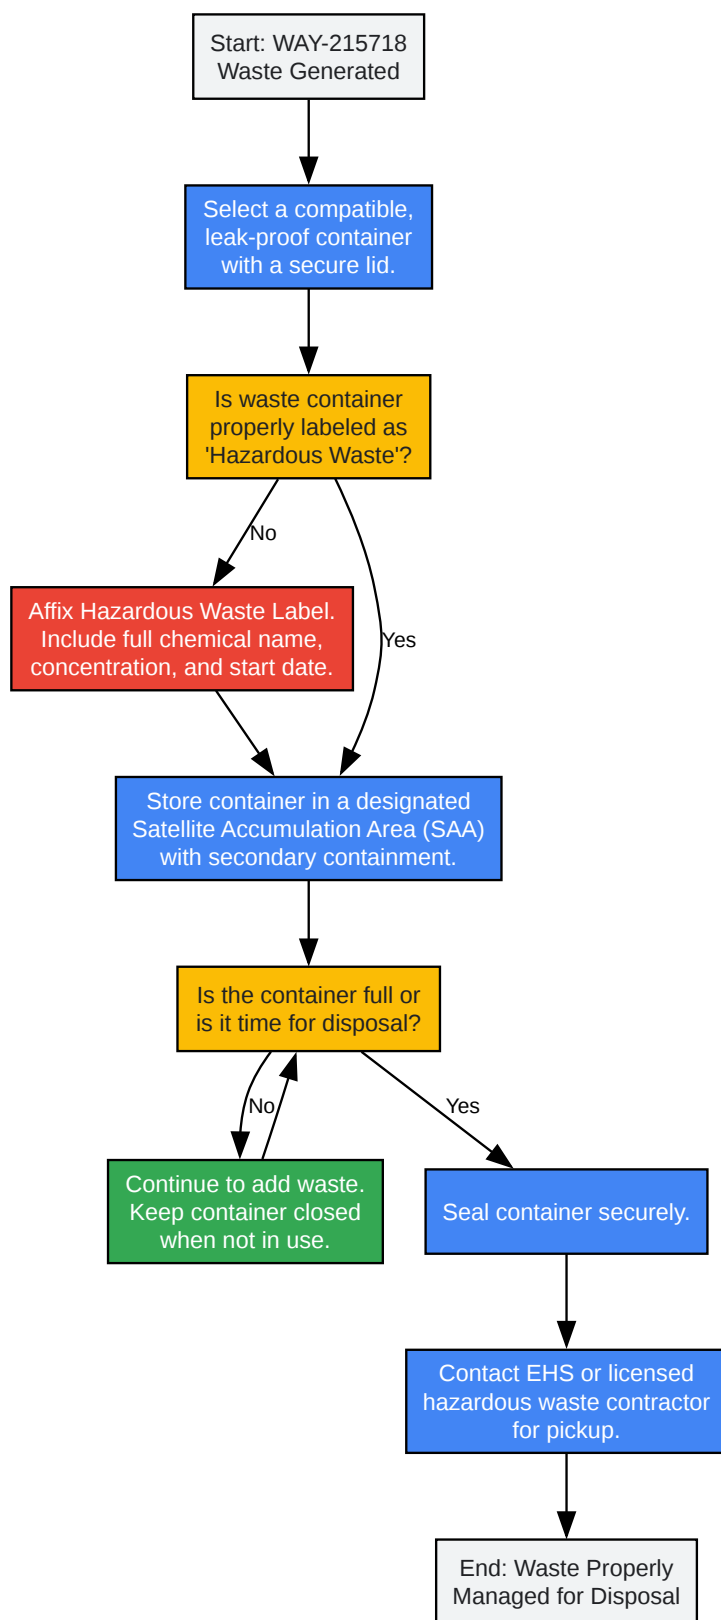 Start: WAY-215718
Waste Generated
Select a compatible,
leak-proof container
with a secure lid.
Is waste container
properly labeled as
'Hazardous Waste'?
No
Yes
Affix Hazardous Waste Label.
Include full chemical name,
concentration, and start date.
Store container in a designated
Satellite Accumulation Area (SAA)
with secondary containment.
Is the container full or
is it time for disposal?
No
Yes
Continue to add waste.
Keep container closed
when not in use.
Seal container securely.
Contact EHS or licensed
hazardous waste contractor
for pickup.
End: Waste Properly
Managed for Disposal